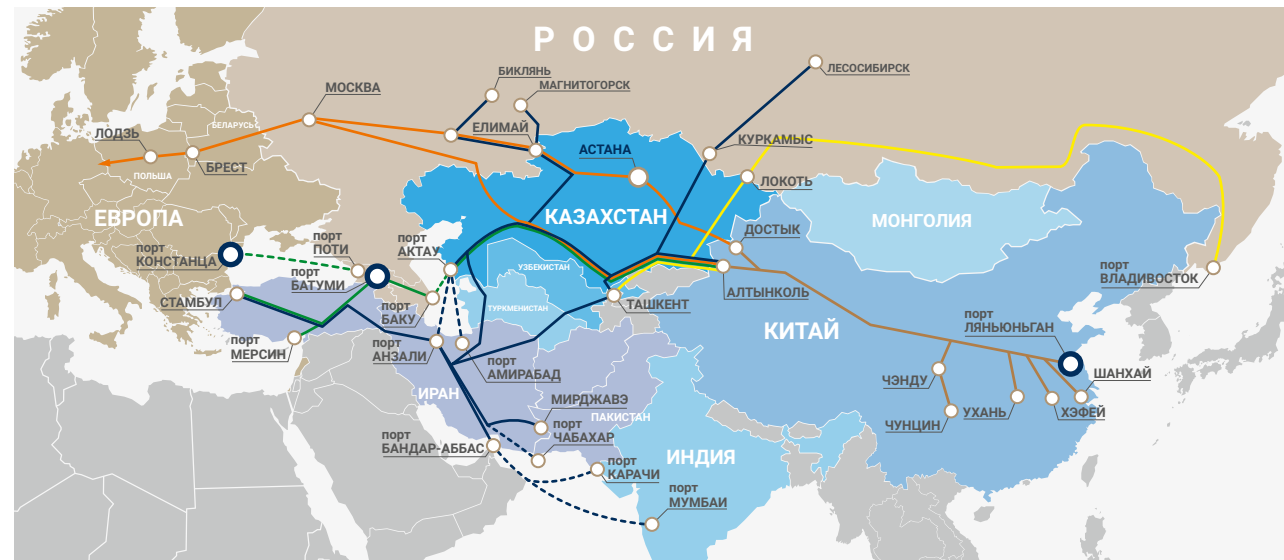 РОССИЯ
БИКЛЯНЬ
МАГНИТОГОРСК
ЛЕСОСИБИРСК
МОСКВА
БЕЛАРУСЬ
ЛОДЗЬ
ЕЛИМАЙ
КУРКАМЫС
АСТАНА
БРЕСТ
ПОЛЬША
ЛОКОТЬ
ЕВРОПА
КАЗАХСТАН
МОНГОЛИЯ
ДОСТЫК
порт
ПОТИ
порт
АКТАУ
порт
КОНСТАНЦА
порт
БАТУМИ
УЗБЕКИСТАН
порт
ВЛАДИВОСТОК
АЛТЫНКОЛЬ
СТАМБУЛ
порт
БАКУ
ТУРКМЕНИСТАН
ТАШКЕНТ
порт
ЛЯНЬЮНЬГАН
КИТАЙ
порт
МЕРСИН
порт
АНЗАЛИ
порт
АМИРАБАД
ШАНХАЙ
ЧЭНДУ
ИРАН
МИРДЖАВЭ
ПАКИСТАН
УХАНЬ
ХЭФЕЙ
ЧУНЦИН
порт
ЧАБАХАР
порт
БАНДАР-АББАС
порт
КАРАЧИ
ИНДИЯ
порт
МУМБАИ